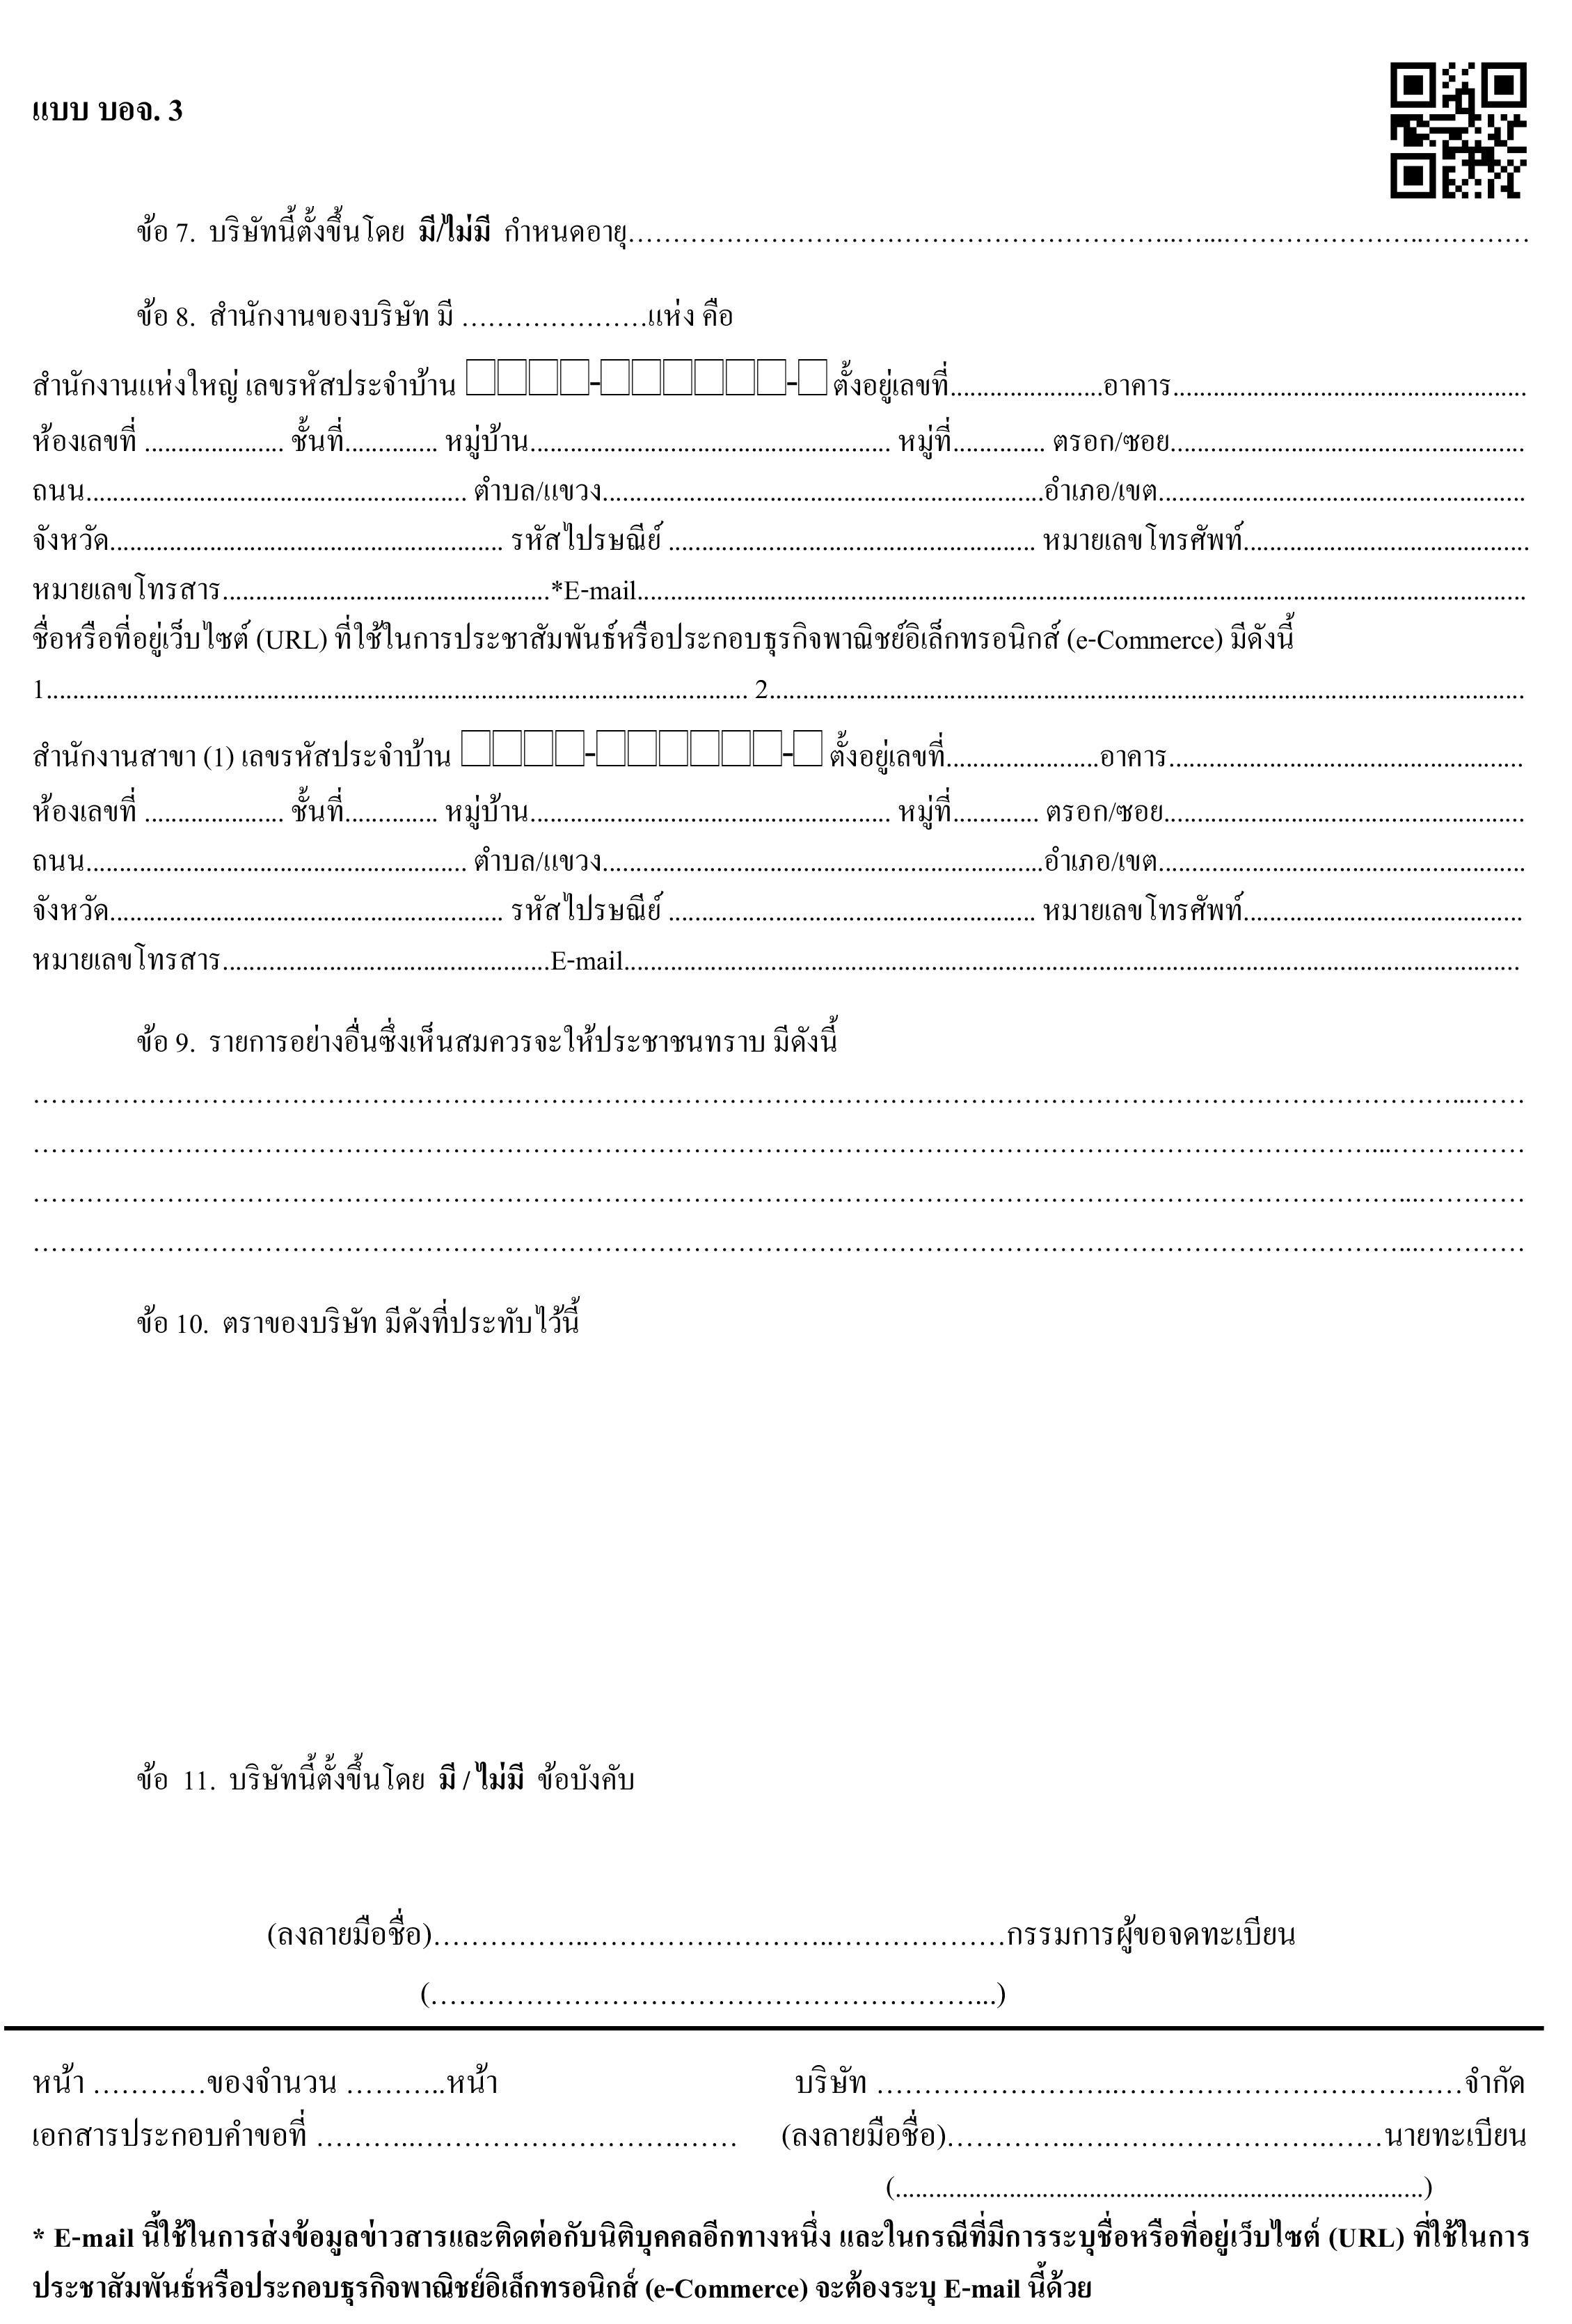 แบบ บอจ. 3
ข้อ 7. บริษัทนี้ตั้งขึ้นโดย มี/ไม่มี กำหนดอายุ........................................................................
ข้อ 8. สำนักงานของบริษัท มี .....................แห่ง คือ
สำนักงานแห่งใหญ่ เลขรหัสประจำบ้าน □□□□-□□□□□□-□ ตั้งอยู่เลขที่.......................อาคาร.....................................................
ห้องเลขที่ ..................... ชั้นที่.............. หมู่บ้าน...................................................... หมู่ที่.............. ตรอก/ซอย.....................................................
ถนน......................................................... ตำบล/แขวง..................................................................อำเภอ/เขต.......................................................
จังหวัด........................................................... รหัสไปรษณีย์ ....................................................... หมายเลขโทรศัพท์...........................................
หมายเลขโทรสาร.................................................*E-mail.....................................................................................................................................
ชื่อหรือที่อยู่เว็บไซต์ (URL) ที่ใช้ในการประชาสัมพันธ์หรือประกอบธุรกิจพาณิชย์อิเล็กทรอนิกส์ (e-Commerce) มีดังนี้
1......................................................................................................... 2.................................................................................................................
สำนักงานสาขา (1) เลขรหัสประจำบ้าน □□□□-□□□□□□-□ ตั้งอยู่เลขที่.......................อาคาร.....................................................
ห้องเลขที่ ..................... ชั้นที่.............. หมู่บ้าน...................................................... หมู่ที่............. ตรอก/ซอย......................................................
ถนน......................................................... ตำบล/แขวง..................................................................อำเภอ/เขต.......................................................
จังหวัด........................................................... รหัสไปรษณีย์ ....................................................... หมายเลขโทรศัพท์..........................................
หมายเลขโทรสาร.................................................E-mail......................................................................................................................................
ข้อ 9. รายการอย่างอื่นซึ่งเห็นสมควรจะให้ประชาชนทราบ มีดังนี้
........................................................................................................................
........................................................................................................................
........................................................................................................................
........................................................................................................................
ข้อ 10. ตราของบริษัท มีดังที่ประทับไว้นี้
ข้อ 11. บริษัทนี้ตั้งขึ้นโดย มี / ไม่มี ข้อบังคับ
(ลงลายมือชื่อ)............................................................กรรมการผู้ขอจดทะเบียน
(............................................................)
หน้า ............ของจำนวน ...........หน้า บริษัท ..............................................................จำกัด
เอกสารประกอบคำขอที่ ............................................. (ลงลายมือชื่อ)..............................................นายทะเบียน
(...............................................................................)
* E-mail นี้ใช้ในการส่งข้อมูลข่าวสารและติดต่อกับนิติบุคคลอีกทางหนึ่ง และในกรณีที่มีการระบุชื่อหรือที่อยู่เว็บไซต์ (URL) ที่ใช้ในการ
ประชาสัมพันธ์หรือประกอบธุรกิจพาณิชย์อิเล็กทรอนิกส์ (e-Commerce) จะต้องระบุ E-mail นี้ด้วย